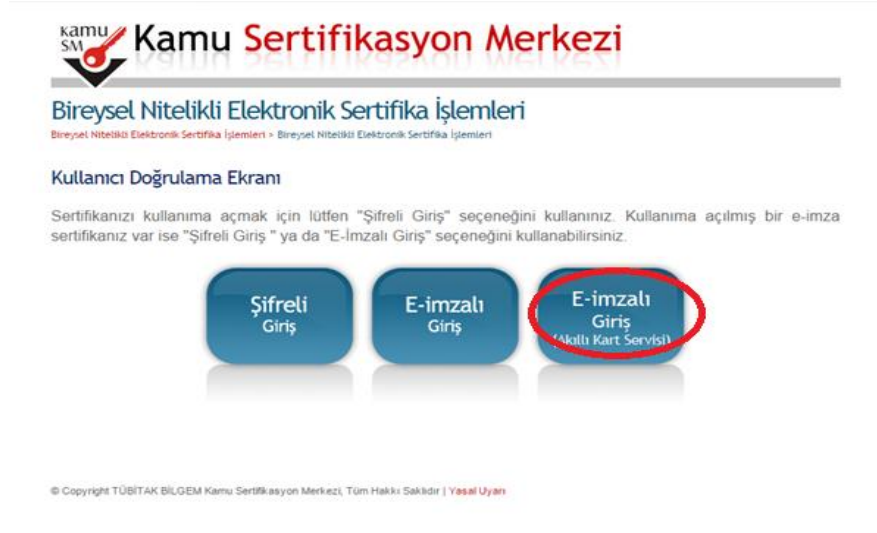 Kamu
SM
Kamu Sertifikasyon Merkezi
Bireysel Nitelikli Elektronik Sertifika İşlemleri
Bireysel Nitelikli Elektronik Sertifika İşlemleri » Bireysel Nitelikli Elektronik Sertifika İşlemleri
Kullanıcı Doğrulama Ekranı
Sertifikanızı kullanıma açmak için lütfen "Şifreli Giriş" seçeneğini kullanınız. Kullanıma açılmış bir e-imza
sertifikanız var ise "Şifreli Giriş " ya da "E-İmzalı Giriş" seçeneğini kullanabilirsiniz.
Şifreli
Giriş
E-imzalı
Giriş
E-imzalı
Giriş
(Akıllı Kart Servisi)
© Copyright TÜBİTAK BİLGEM Kamu Sertifikasyon Merkezi, Tüm Hakkı Saklıdır | Yasal Uyarı